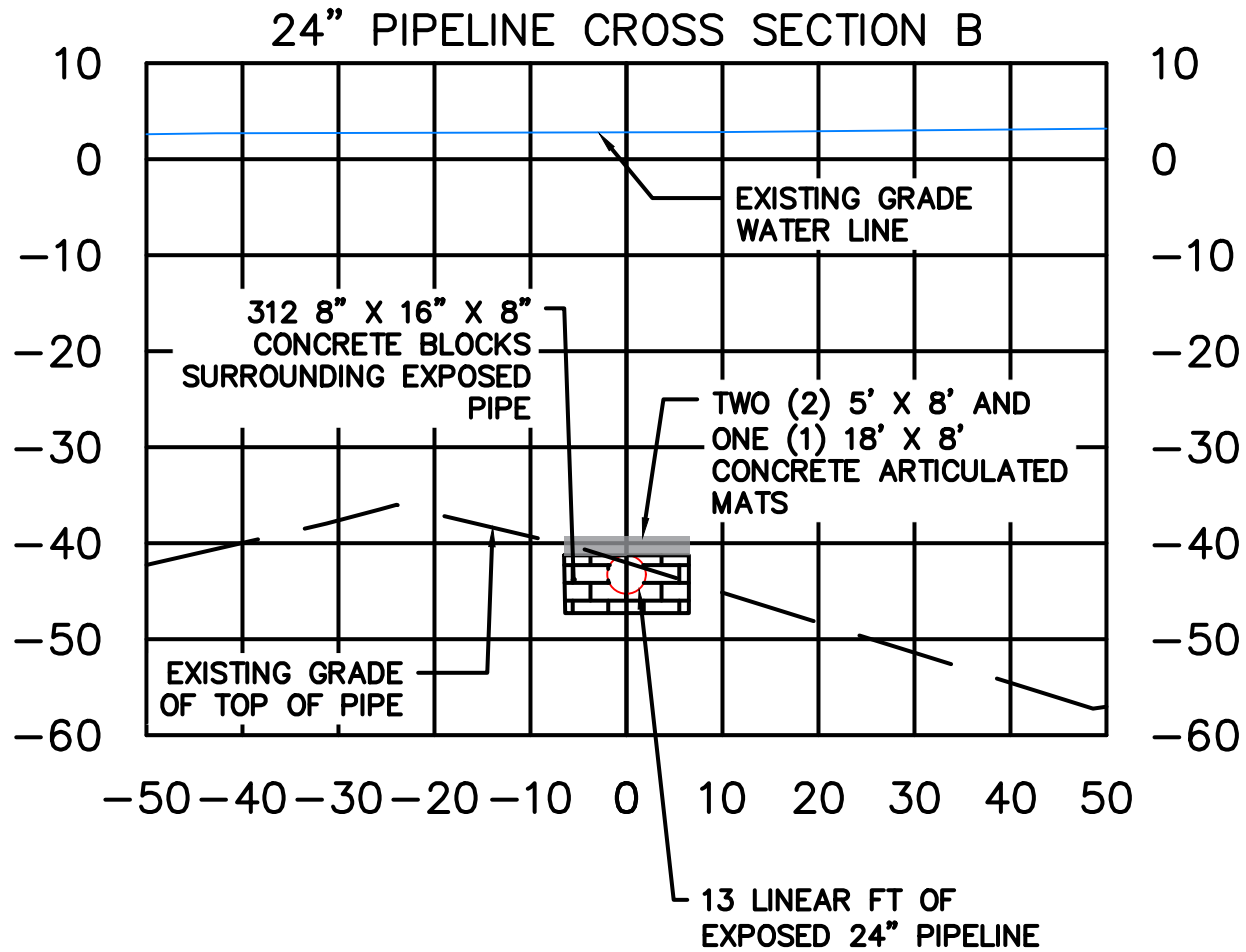 24” PIPELINE CROSS SECTION B
10 10
0 0
EXISTING GRADE
WATER LINE
−10 −10
312 8” X 16” X 8”
CONCRETE BLOCKS
SURROUNDING EXPOSED
PIPE
−20 −20
TWO (2) 5’ X 8’ AND
ONE (1) 18’ X 8’
CONCRETE ARTICULATED
MATS
−30 −30
−40 −40
−50 −50
EXISTING GRADE
OF TOP OF PIPE
−60 −60
−50 −40 −30 −20 −10 0 10 20 30 40 50
13 LINEAR FT OF
EXPOSED 24” PIPELINE